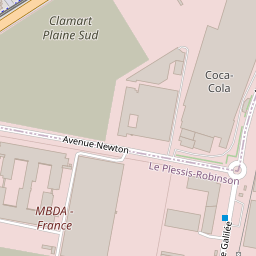 Clamart
Plaine Sud
Coca-
Cola
Avenue Newton
Le Plessis-Robinson
MBDA -
France
e Galilée